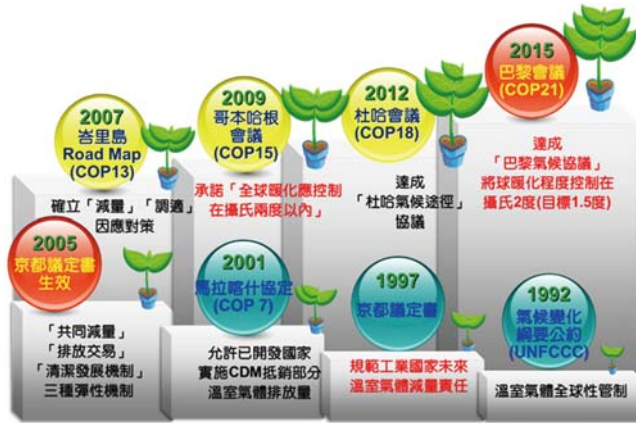 2007
峇里島
Road Map
(COP13)
確立「減量」「調適」
因應對策
2009
哥本哈根
會議
(COP15)
承諾「全球暖化應控制
在攝氏兩度以內」
2012
杜哈會議
(COP18)
達成
「杜哈氣候途徑」
協議
2015
巴黎會議
(COP21)
達成
「巴黎氣候協議」
將球暖化程度控制在
攝氏2度(目標1.5度)
2005
京都議定書
生效
「共同減量」
「排放交易」
「清潔發展機制」
三種彈性機制
2001
馬拉喀什協定
(COP 7)
允許已開發國家
實施CDM抵銷部分
溫室氣體排放量
1997
京都議定書
規範工業國家未來
溫室氣體減量責任
1992
氣候變化
綱要公約
(UNFCCC)
溫室氣體全球性管制